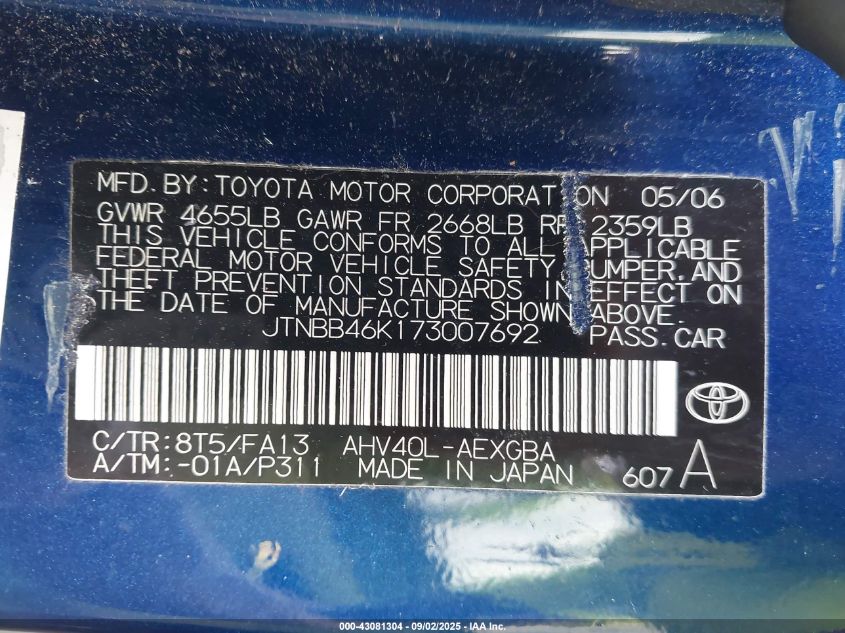 MFD. BY: TOYOTA MOTOR CORPORATION 05/06
GVWR 4655LB GAWR FR 2668LB RR 2359LB
THIS VEHICLE CONFORMS TO ALL APPLICABLE
FEDERAL MOTOR VEHICLE SAFETY, BUMPER, AND
THEFT PREVENTION STANDARDS IN EFFECT ON
THE DATE OF MANUFACTURE SHOWN ABOVE.
JTNBB46K173007692 PASS. CAR
C/TR: 8T5/FA13 AHV40L-AEXGBA
A/TM: -01A/P311 MADE IN JAPAN 607 A
000-43081304 - 09/02/2025 - IAA Inc.